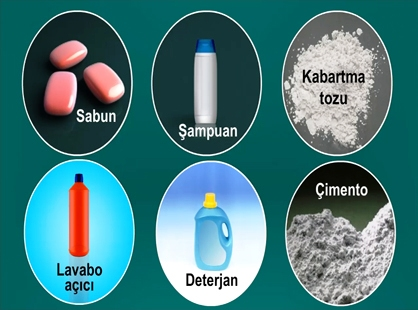 Sabun
Şampuan
Kabartma
tozu
Lavabo
açıcı
Deterjan
Çimento